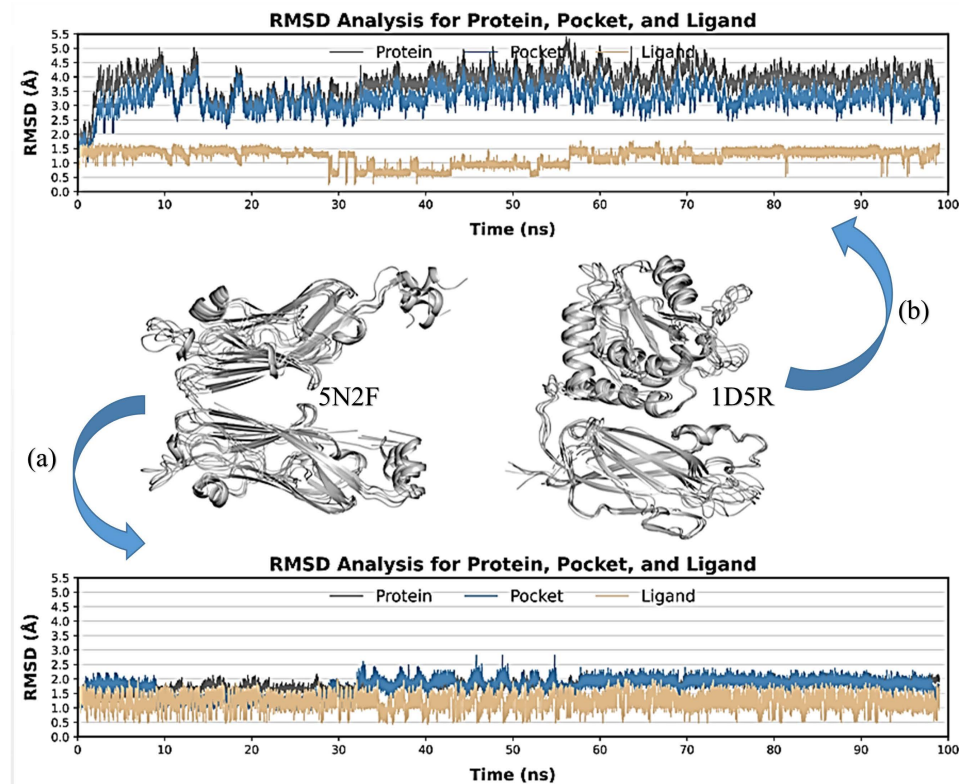 RMSD Analysis for Protein, Pocket, and Ligand
Protein Pocket Ligand
RMSD (Å)
5.5
5.0
4.5
4.0
3.5
3.0
2.5
2.0
1.5
1.0
0.5
0.0
0 10 20 30 40 50 60 70 80 90 100
Time (ns)
(b)
5N2F
1D5R
(a)
RMSD Analysis for Protein, Pocket, and Ligand
Protein Pocket Ligand
RMSD (Å)
5.5
5.0
4.5
4.0
3.5
3.0
2.5
2.0
1.5
1.0
0.5
0.0
0 10 20 30 40 50 60 70 80 90 100
Time (ns)